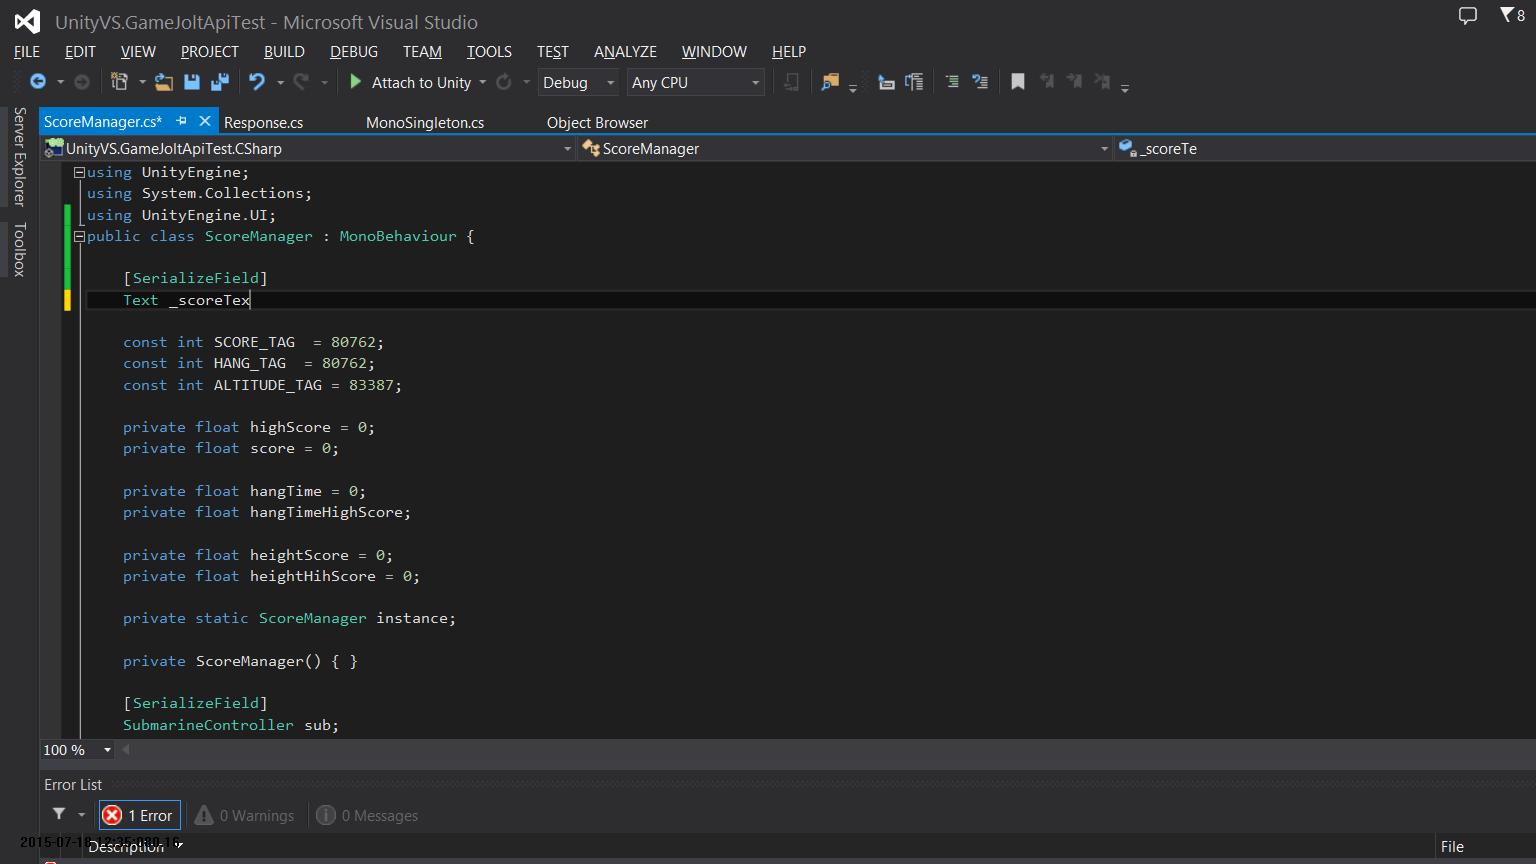 UnityVS.GameJoltApiTest - Microsoft Visual Studio
8
FILE EDIT VIEW PROJECT BUILD DEBUG TEAM TOOLS TEST ANALYZE WINDOW HELP
Attach to Unity Debug Any CPU
Server Explorer
Toolbox
ScoreManager.cs* Response.cs MonoSingleton.cs Object Browser
UnityVS.GameJoltApiTest.CSharp ScoreManager _scoreTe
using UnityEngine;
using System.Collections;
using UnityEngine.UI;
public class ScoreManager : MonoBehaviour {
[SerializeField]
Text _scoreTex
const int SCORE_TAG = 80762;
const int HANG_TAG = 80762;
const int ALTITUDE_TAG = 83387;
private float highScore = 0;
private float score = 0;
private float hangTime = 0;
private float hangTimeHighScore;
private float heightScore = 0;
private float heightHihScore = 0;
private static ScoreManager instance;
private ScoreManager() { }
[SerializeField]
SubmarineController sub;
100 %
Error List
1 Error 0 Warnings 0 Messages
Description File